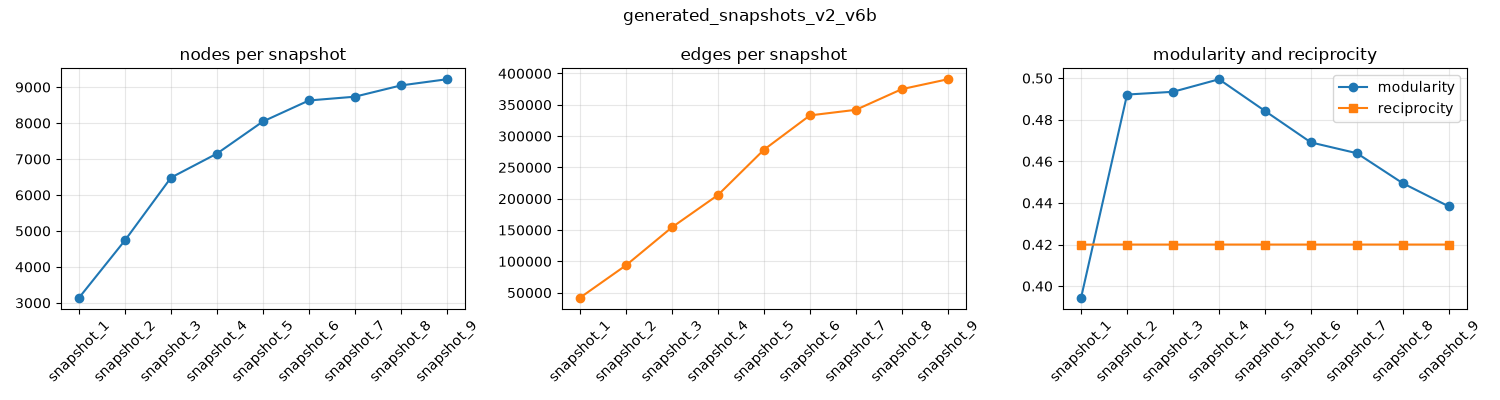 generated_snapshots_v2_v6b
nodes per snapshot
9000
8000
7000
6000
5000
4000
3000
snapshot_1
snapshot_2
snapshot_3
snapshot_4
snapshot_5
snapshot_6
snapshot_7
snapshot_8
snapshot_9
edges per snapshot
400000
350000
300000
250000
200000
150000
100000
50000
snapshot_1
snapshot_2
snapshot_3
snapshot_4
snapshot_5
snapshot_6
snapshot_7
snapshot_8
snapshot_9
modularity and reciprocity
0.50
0.48
0.46
0.44
0.42
0.40
modularity
reciprocity
snapshot_1
snapshot_2
snapshot_3
snapshot_4
snapshot_5
snapshot_6
snapshot_7
snapshot_8
snapshot_9